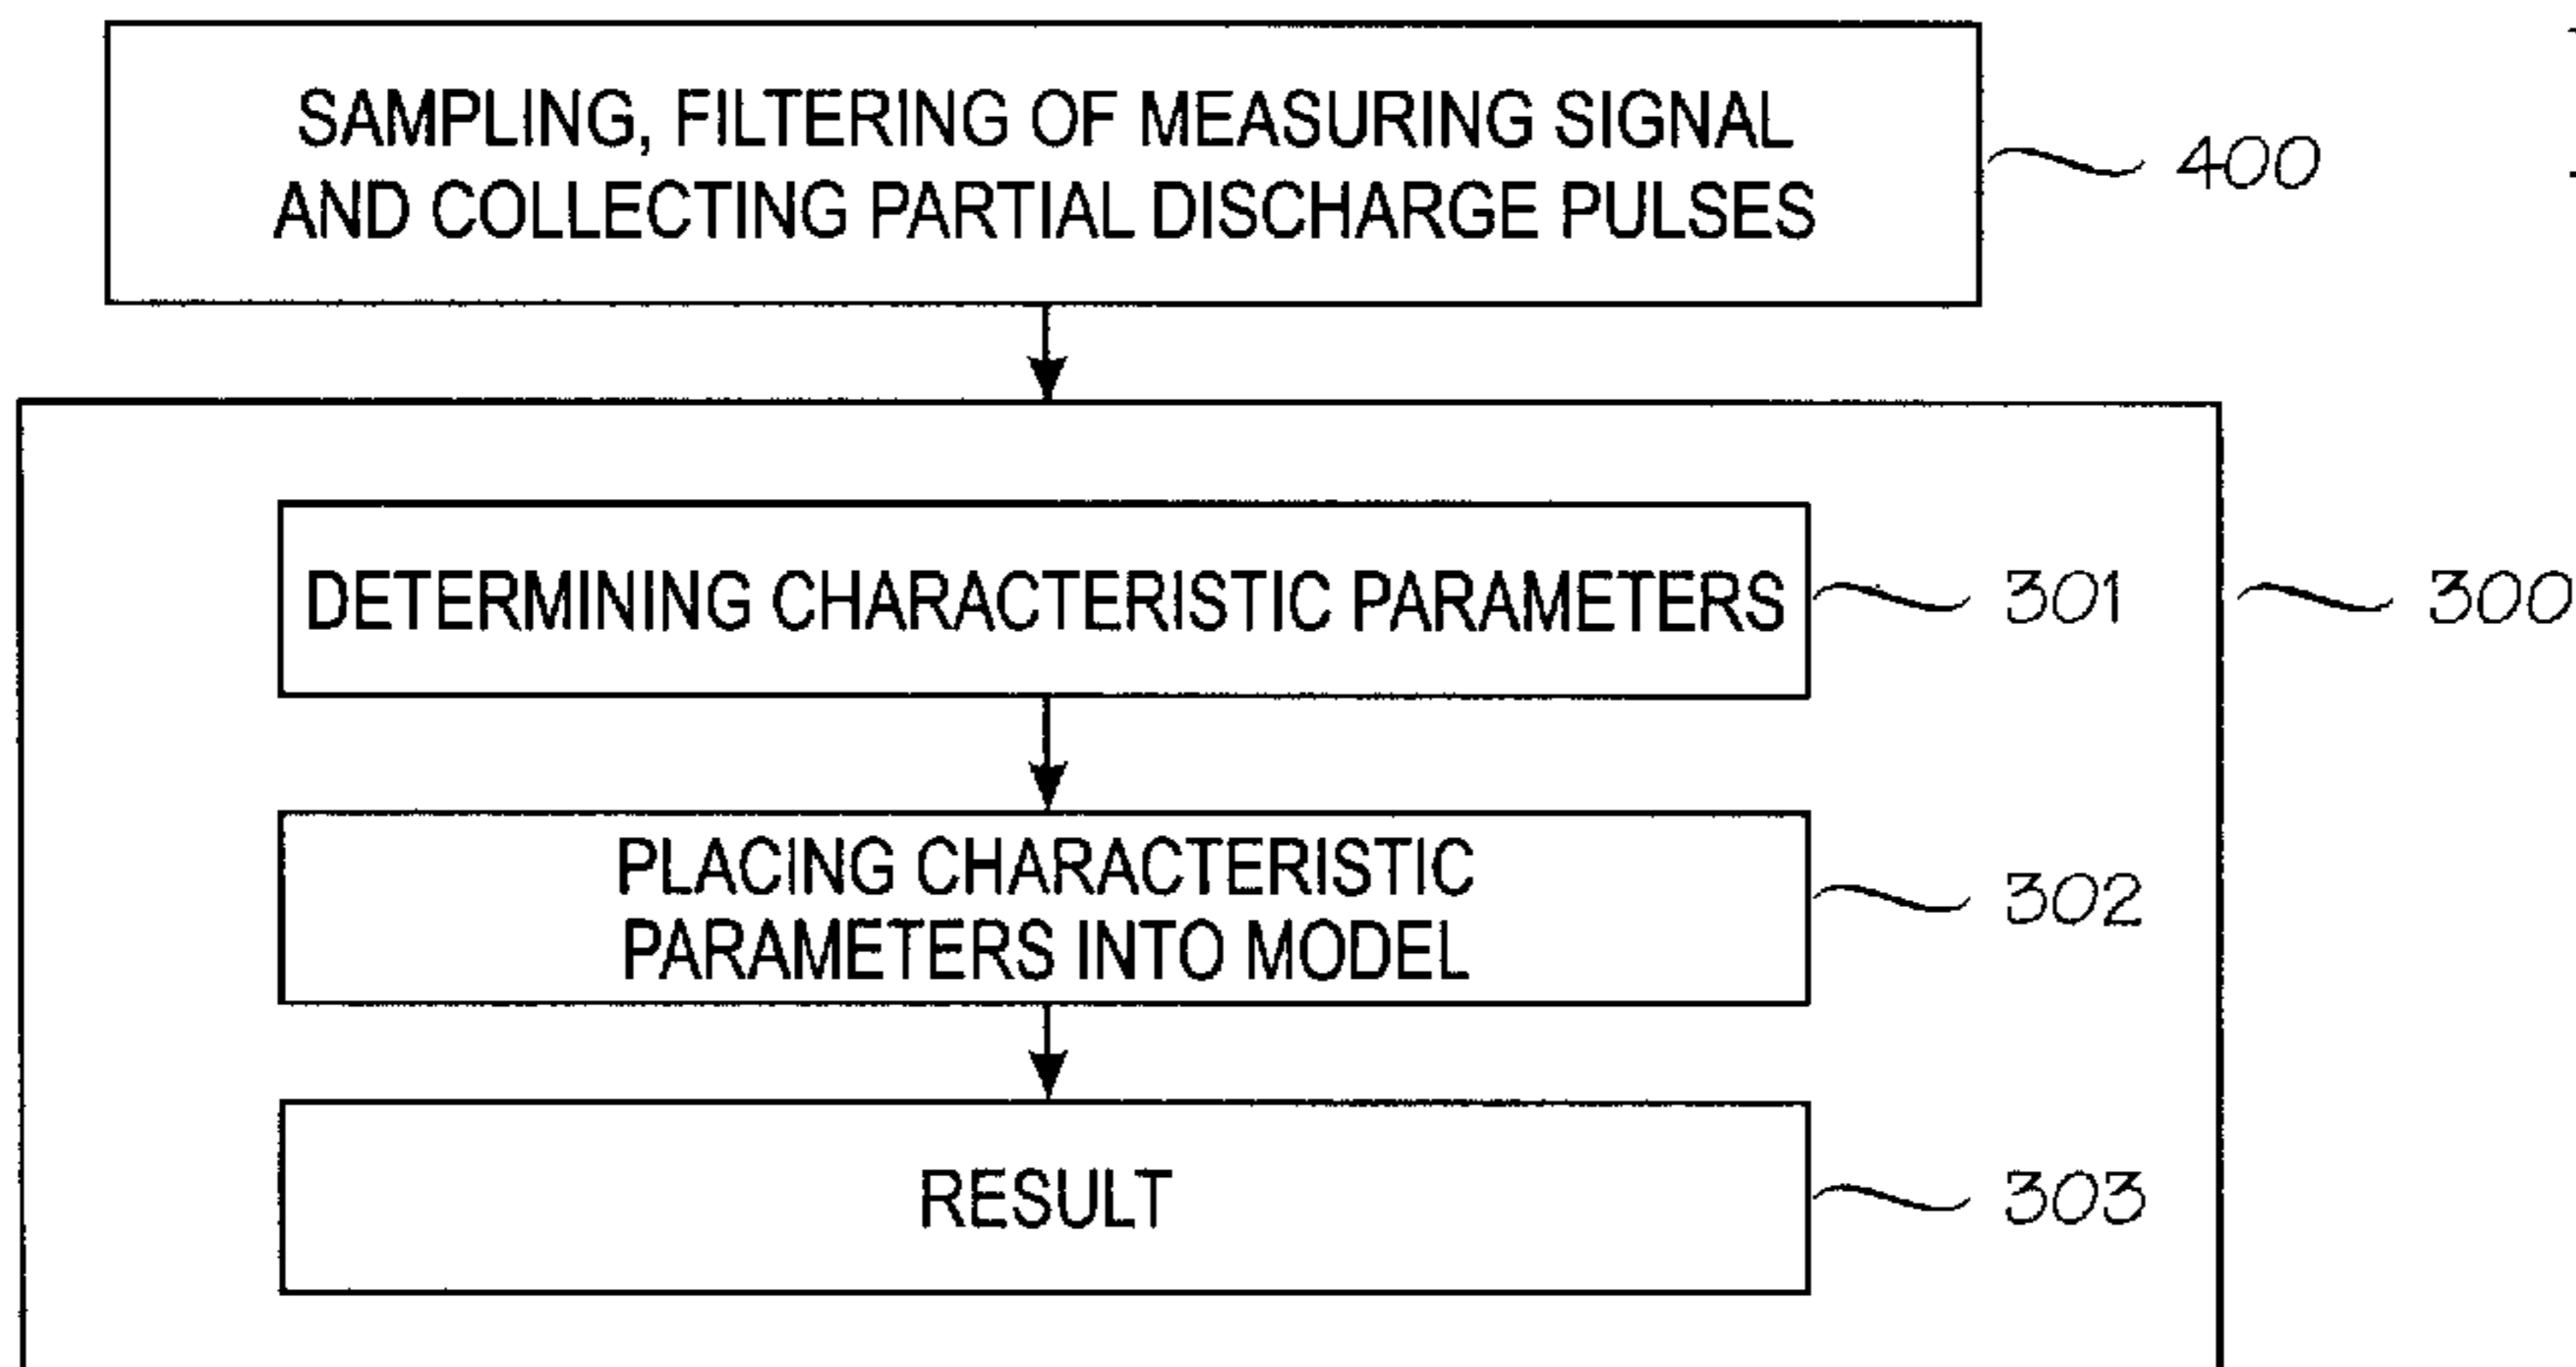 SAMPLING, FILTERING OF MEASURING SIGNAL
AND COLLECTING PARTIAL DISCHARGE PULSES
400
DETERMINING CHARACTERISTIC PARAMETERS
301
300
PLACING CHARACTERISTIC
PARAMETERS INTO MODEL
302
RESULT
303